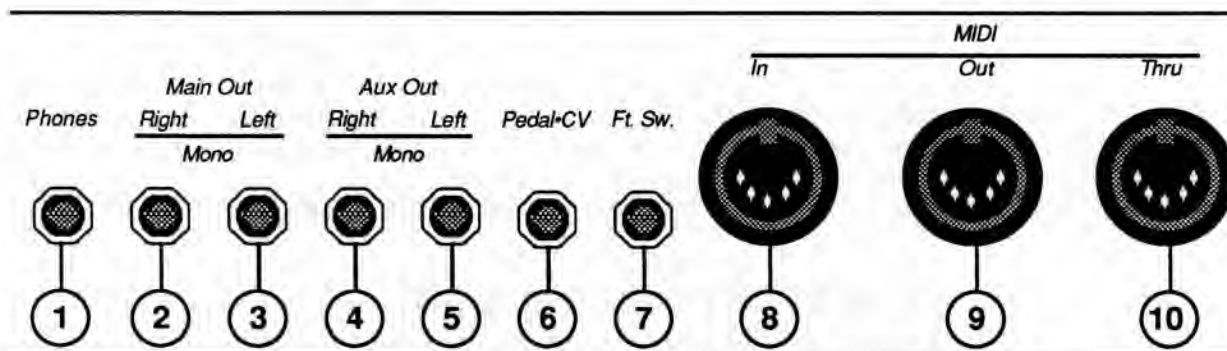 MIDI
In Out Thru
Main Out Aux Out
Phones Right Left Right Left Pedal•CV Ft. Sw.
Mono Mono
1 2 3 4 5 6 7 8 9 10